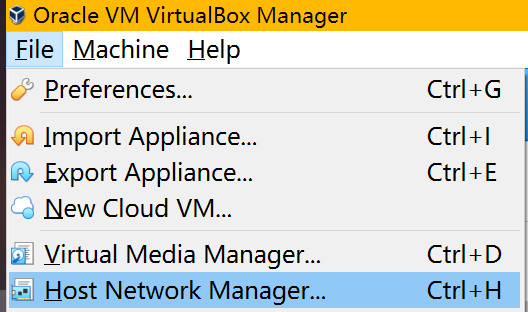 Oracle VM VirtualBox Manager
File Machine Help
Preferences... Ctrl+G
Import Appliance... Ctrl+I
Export Appliance... Ctrl+E
New Cloud VM...
Virtual Media Manager... Ctrl+D
Host Network Manager... Ctrl+H